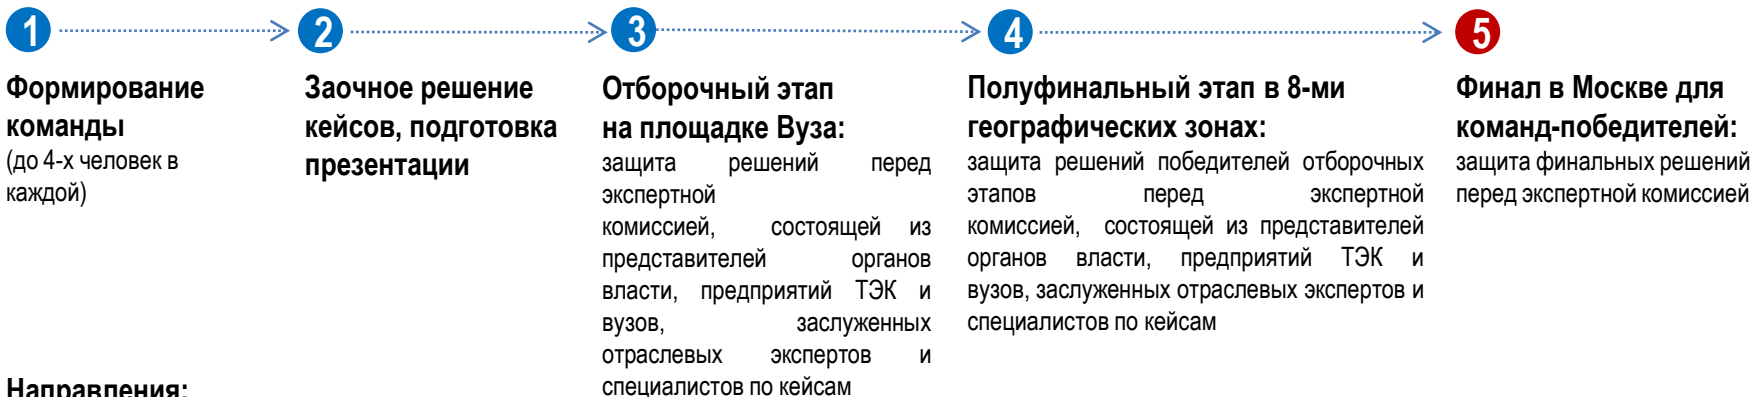 1
2
3
4
5
Формирование
команды
(до 4-х человек в
каждой)
Заочное решение
кейсов, подготовка
презентации
Отборочный этап
на площадке Вуза:
защита решений перед
экспертной
комиссией, состоящей из
представителей органов
власти, предприятий ТЭК и
вузов, заслуженных
отраслевых экспертов и
специалистов по кейсам
Полуфинальный этап в 8-ми
географических зонах:
защита решений победителей отборочных
этапов перед экспертной
комиссией, состоящей из представителей
органов власти, предприятий ТЭК и
вузов, заслуженных отраслевых экспертов и
специалистов по кейсам
Финал в Москве для
команд-победителей:
защита финальных решений
перед экспертной комиссией
Направления: